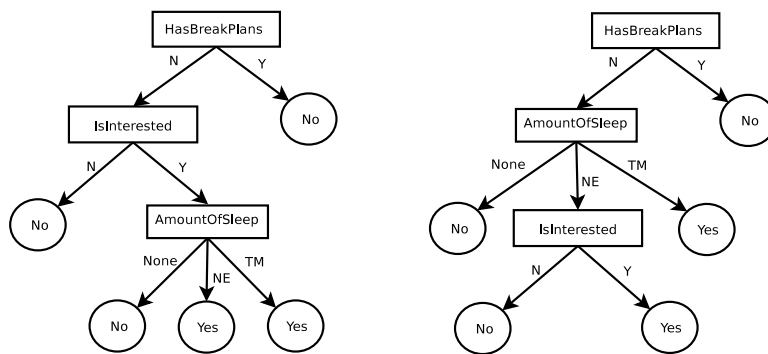 HasBreakPlans
N
Y
IsInterested
No
N
Y
No
AmountOfSleep
None
NE
TM
No
Yes
Yes
HasBreakPlans
N
Y
AmountOfSleep
No
None
NE
TM
No
IsInterested
Yes
N
Y
No
Yes